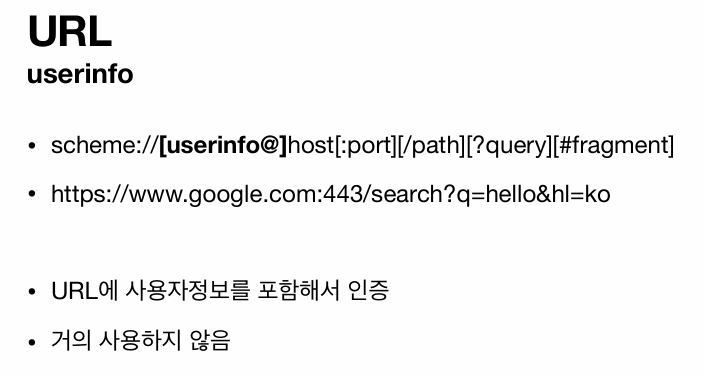 URL
userinfo
• scheme://[userinfo@]host[:port][/path][?query][#fragment]
• https://www.google.com:443/search?q=hello&hl=ko
• URL에 사용자정보를 포함해서 인증
• 거의 사용하지 않음